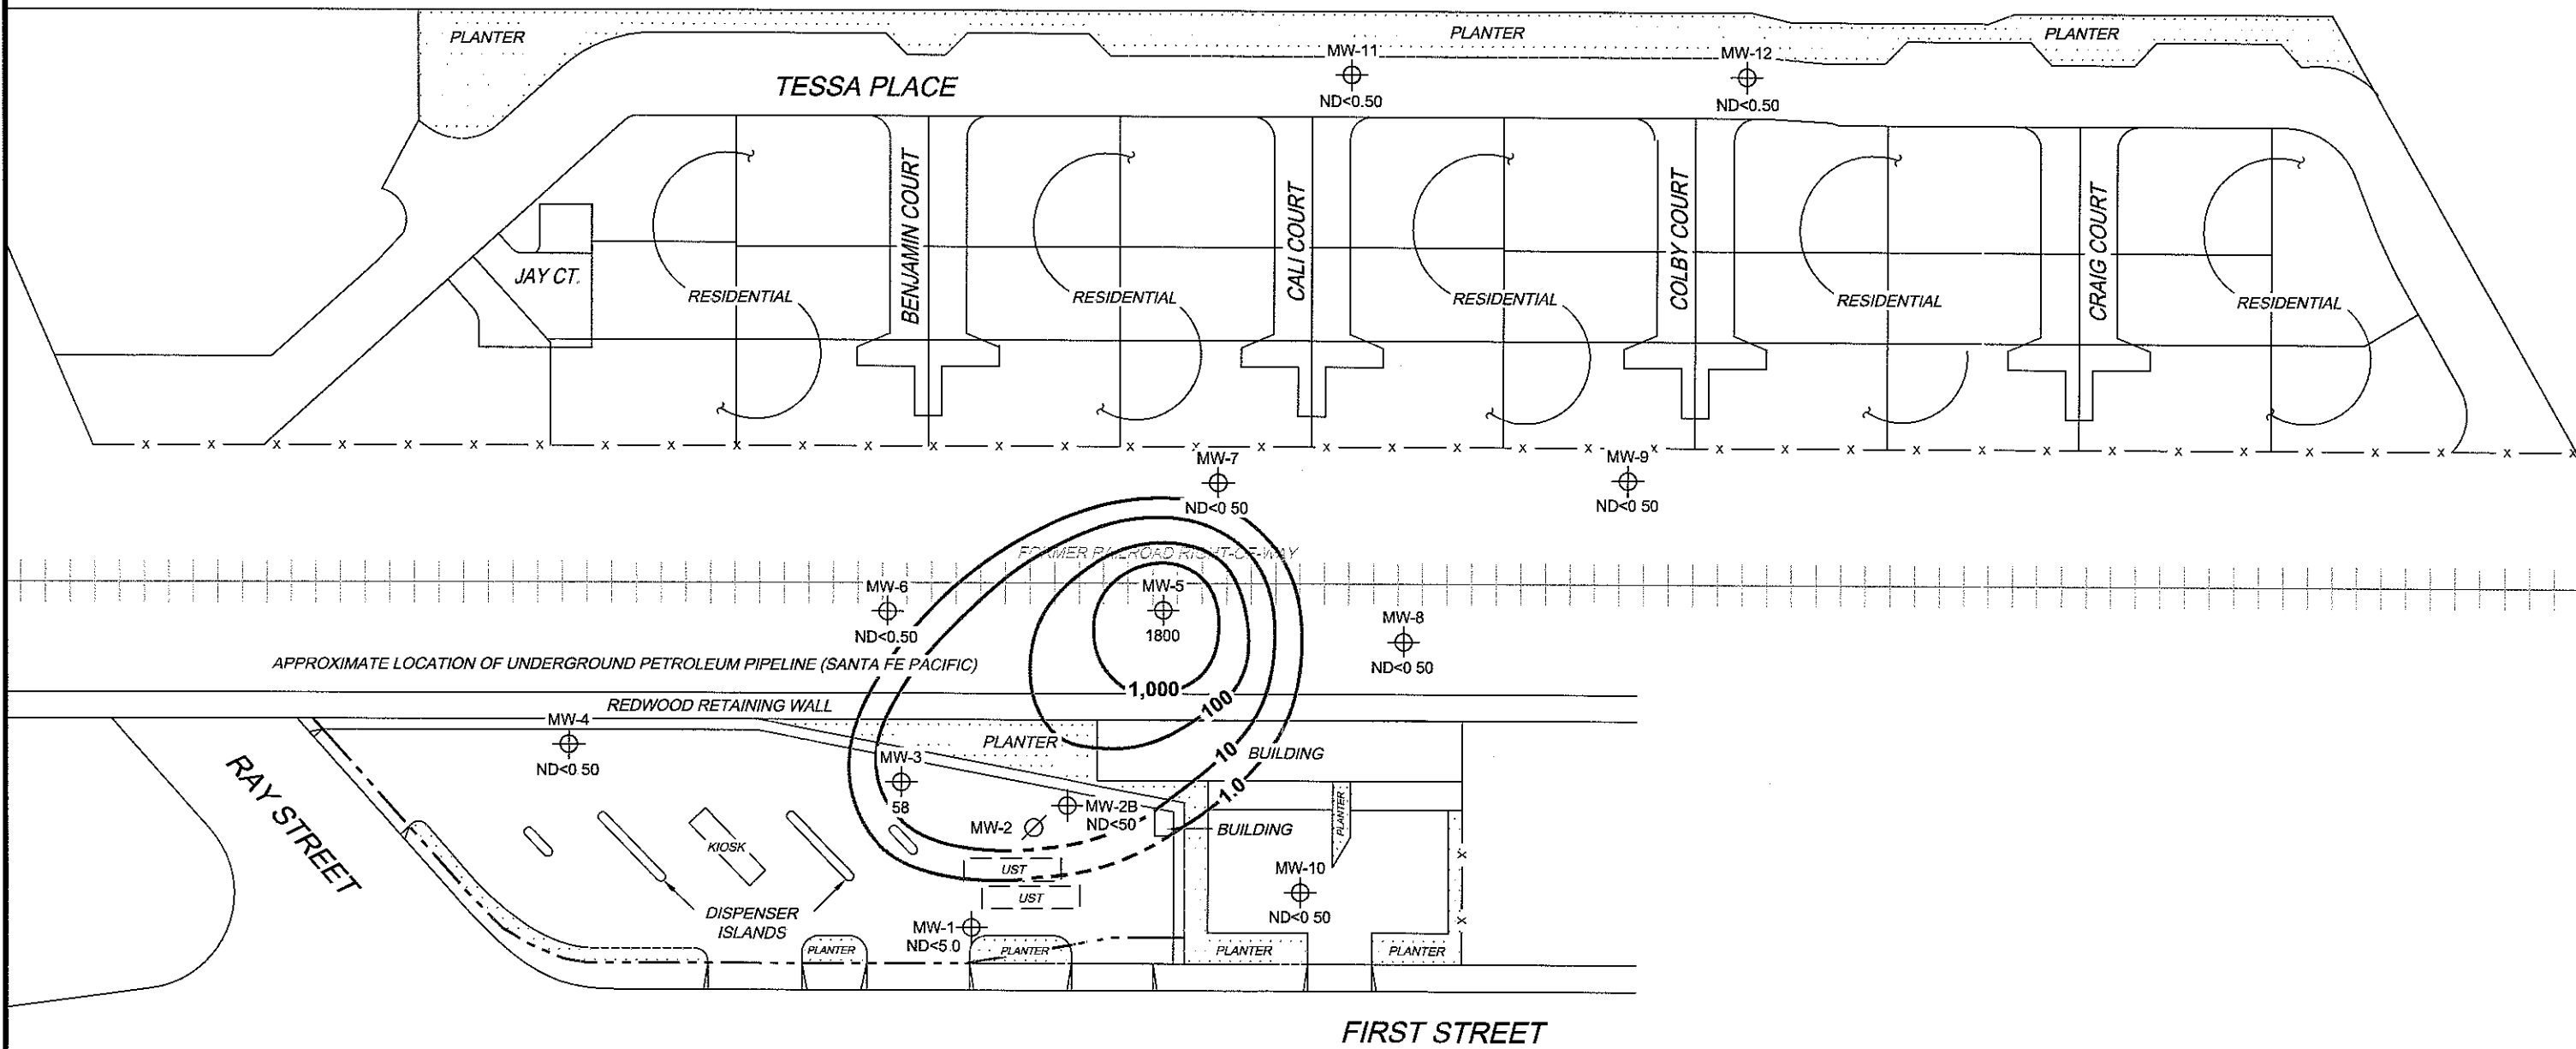 PLANTER
PLANTER
PLANTER
MW-11
ND<0.50
MW-12
ND<0.50
TESSA PLACE
JAY CT.
BENJAMIN COURT
CALI COURT
COLBY COURT
CRAIG COURT
RESIDENTIAL
RESIDENTIAL
RESIDENTIAL
RESIDENTIAL
RESIDENTIAL
x x x x x x x x x x x x x x x x x x x x x x x x x x x x x x x x x x x x x x
MW-7
ND<0 50
MW-9
ND<0 50
FORMER RAILROAD RIGHT-OF-WAY
MW-6
ND<0.50
MW-5
1800
MW-8
ND<0 50
APPROXIMATE LOCATION OF UNDERGROUND PETROLEUM PIPELINE (SANTA FE PACIFIC)
1,000
100
10
1.0
REDWOOD RETAINING WALL
MW-4
ND<0 50
PLANTER
BUILDING
MW-3
58
MW-2B
ND<50
MW-2
BUILDING
PLANTER
RAY STREET
KIOSK
UST
UST
DISPENSER
ISLANDS
MW-10
ND<0 50
MW-1
ND<5.0
PLANTER
PLANTER
PLANTER
PLANTER
x
x
FIRST STREET